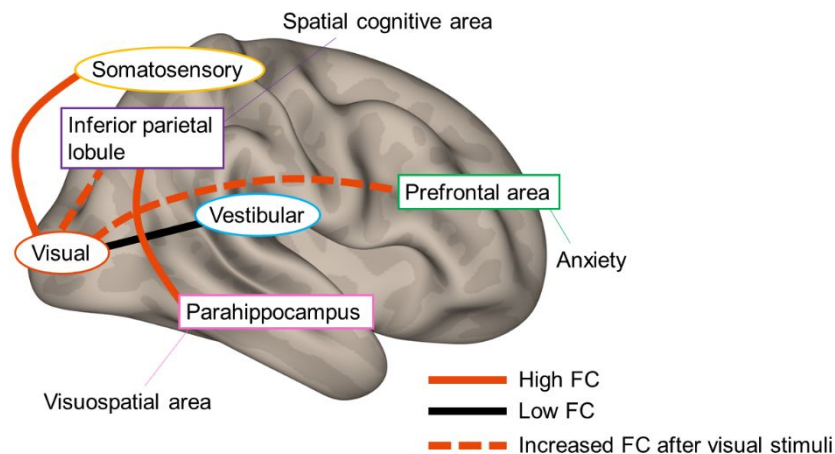 Spatial cognitive area
Somatosensory
Inferior parietal
lobule
Prefrontal area
Vestibular
Visual
Anxiety
Parahippocampus
Visuospatial area
High FC
Low FC
Increased FC after visual stimuli